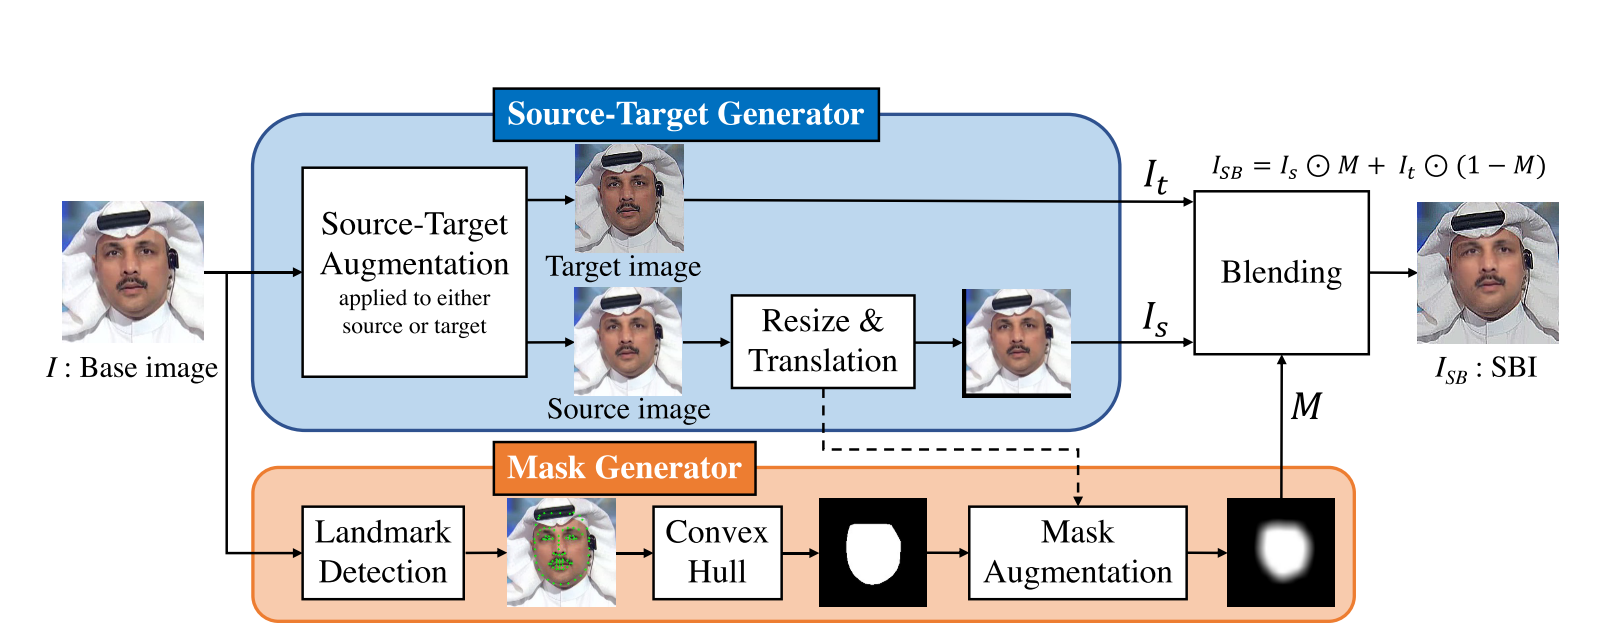 Source-Target Generator
Source-Target
Augmentation
applied to either
source or target
Target image
Source image
Resize &
Translation
I : Base image
I_t
I_s
I_{SB} = I_s ⊙ M + I_t ⊙ (1 − M)
Blending
I_{SB} : SBI
M
Mask Generator
Landmark
Detection
Convex
Hull
Mask
Augmentation